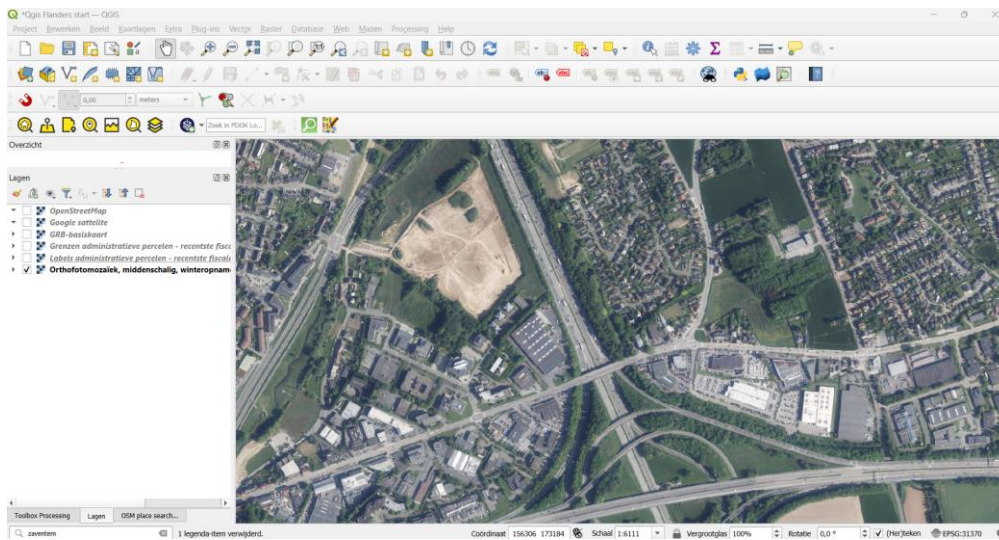 *Qgis Flanders start — QGIS
Project Bewerken Beeld Kaartlagen Extra Plug-ins Vector Raster Database Web Mazen Processing Help
0,00 meters
Zoek in PDOK Lo...
Overzicht
Lagen
OpenStreetMap
Google sattelite
GRB-basiskaart
Grenzen administratieve percelen - recentste fisca
Labels administratieve percelen - recentste fiscale
Orthofotomozaïek, middenschalig, winteropnam
Toolbox Processing Lagen OSM place search...
zaventem 1 legenda-item verwijderd. Coördinaat 156306 173184 Schaal 1:6111 Vergrootglas 100% Rotatie 0,0 ° (Her)teken EPSG:31370